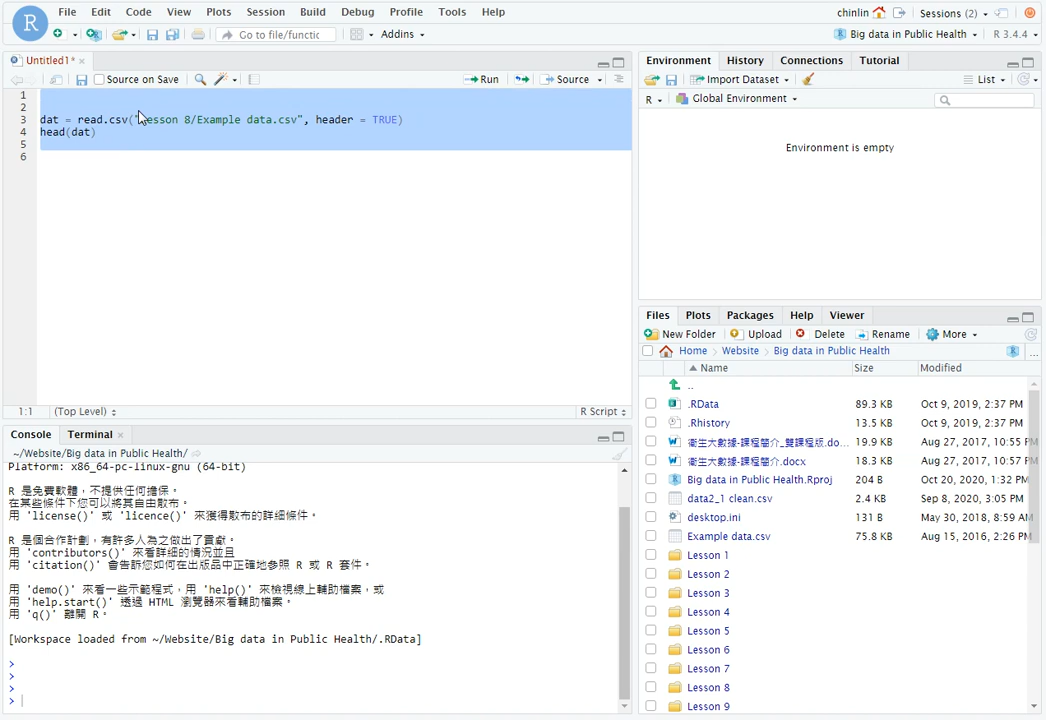 R
File Edit Code View Plots Session Build Debug Profile Tools Help
chinlin Sessions (2)
Go to file/functic Addins
Big data in Public Health R 3.4.4
Untitled1* ×
Source on Save Run Source
1
2
3 dat = read.csv("Lesson 8/Example data.csv", header = TRUE)
4 head(dat)
5
6
1:1 (Top Level) R Script
Console Terminal ×
~/Website/Big data in Public Health/
Platform: x86_64-pc-linux-gnu (64-bit)
R 是免費軟體，不提供任何擔保。
在某些條件下您可以將其自由散布。
用 'license()' 或 'licence()' 來獲得散布的詳細條件。
R 是個合作計劃，有許多人為之做出了貢獻。
用 'contributors()' 來看詳細的情況並且
用 'citation()' 會告訴您如何在出版品中正確地參照 R 或 R 套件。
用 'demo()' 來看一些示範程式，用 'help()' 來檢視線上輔助檔案，或
用 'help.start()' 透過 HTML 瀏覽器來看輔助檔案。
用 'q()' 離開 R。
[Workspace loaded from ~/Website/Big data in Public Health/.RData]
>
>
>
>
Environment History Connections Tutorial
Import Dataset List
R Global Environment
Environment is empty
Files Plots Packages Help Viewer
New Folder Upload Delete Rename More
Home Website Big data in Public Health ...
Name Size Modified
..
.RData 89.3 KB Oct 9, 2019, 2:37 PM
.Rhistory 13.5 KB Oct 9, 2019, 2:37 PM
衛生大數據-課程簡介_雙課程版.do... 19.9 KB Aug 27, 2017, 10:55 PM
衛生大數據-課程簡介.docx 18.3 KB Aug 27, 2017, 10:57 PM
Big data in Public Health.Rproj 204 B Oct 20, 2020, 1:32 PM
data2_1 clean.csv 2.4 KB Sep 8, 2020, 3:05 PM
desktop.ini 131 B May 30, 2018, 8:59 AM
Example data.csv 75.8 KB Aug 15, 2016, 2:26 PM
Lesson 1
Lesson 2
Lesson 3
Lesson 4
Lesson 5
Lesson 6
Lesson 7
Lesson 8
Lesson 9